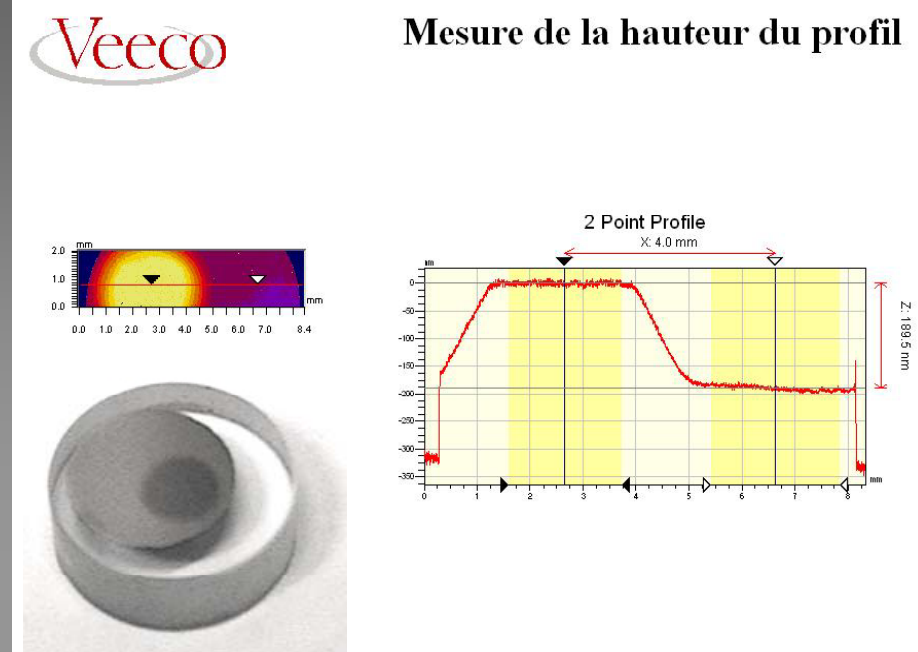 Veeco
Mesure de la hauteur du profil
mm
2.0
1.0
0.0
mm
0.0 1.0 2.0 3.0 4.0 5.0 6.0 7.0 8.4
2 Point Profile
X: 4.0 mm
0
-50
-100
-150
-200
-250
-300
-350
mm
0 1 2 3 4 5 6 7 8
Z: 189.5 nm